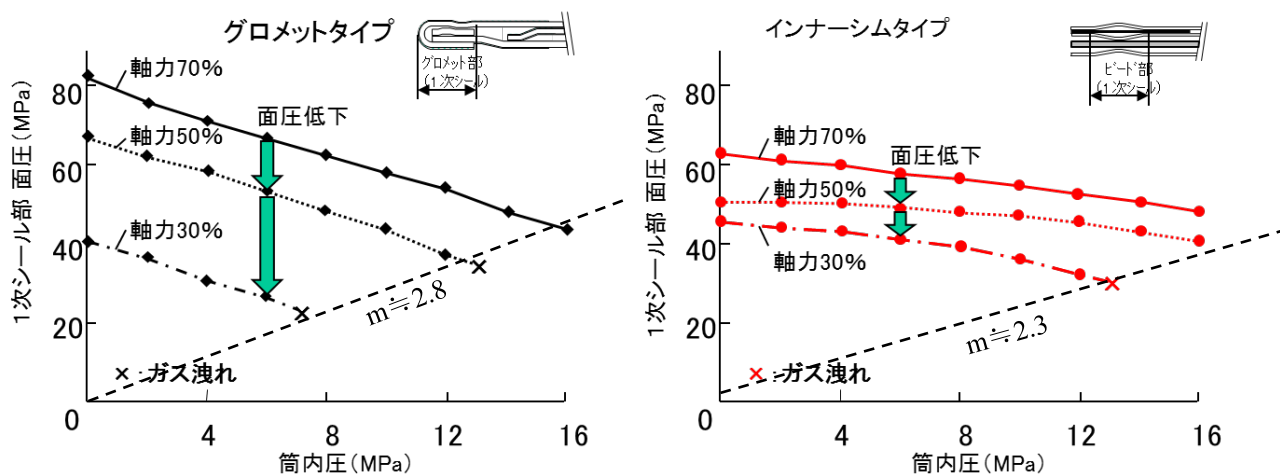 グロメットタイプ
グロメット部
(1次シール)
1次シール部 面圧(MPa)
80
60
40
20
0
軸力70%
軸力50%
軸力30%
面圧低下
m≒2.8
×:ガス洩れ
4
8
12
16
筒内圧(MPa)
インナーシムタイプ
ビード部
(1次シール)
1次シール部 面圧(MPa)
80
60
40
20
0
軸力70%
軸力50%
軸力30%
面圧低下
m≒2.3
×:ガス洩れ
4
8
12
16
筒内圧(MPa)